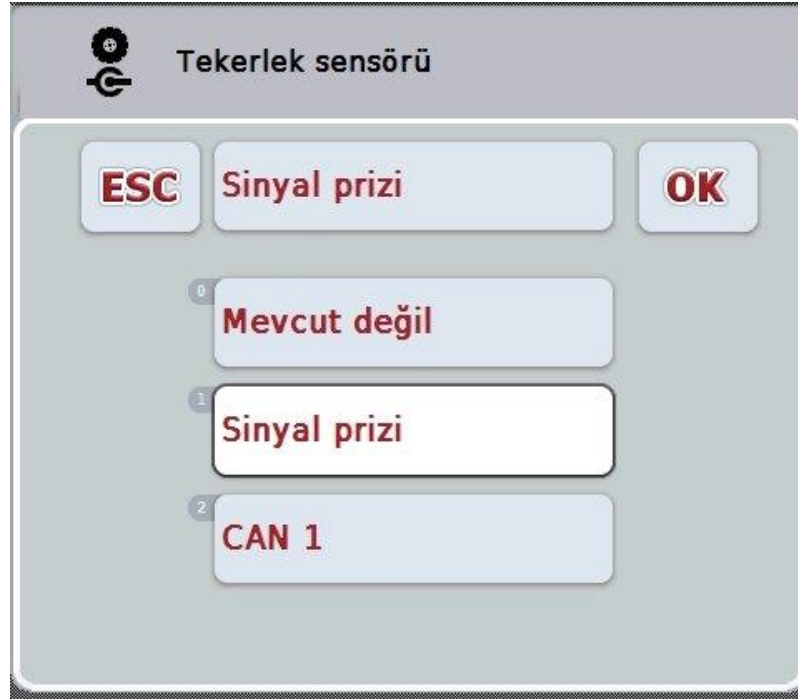 Tekerlek sensörü
ESC
Sinyal prizi
OK
0
Mevcut değil
1
Sinyal prizi
2
CAN 1